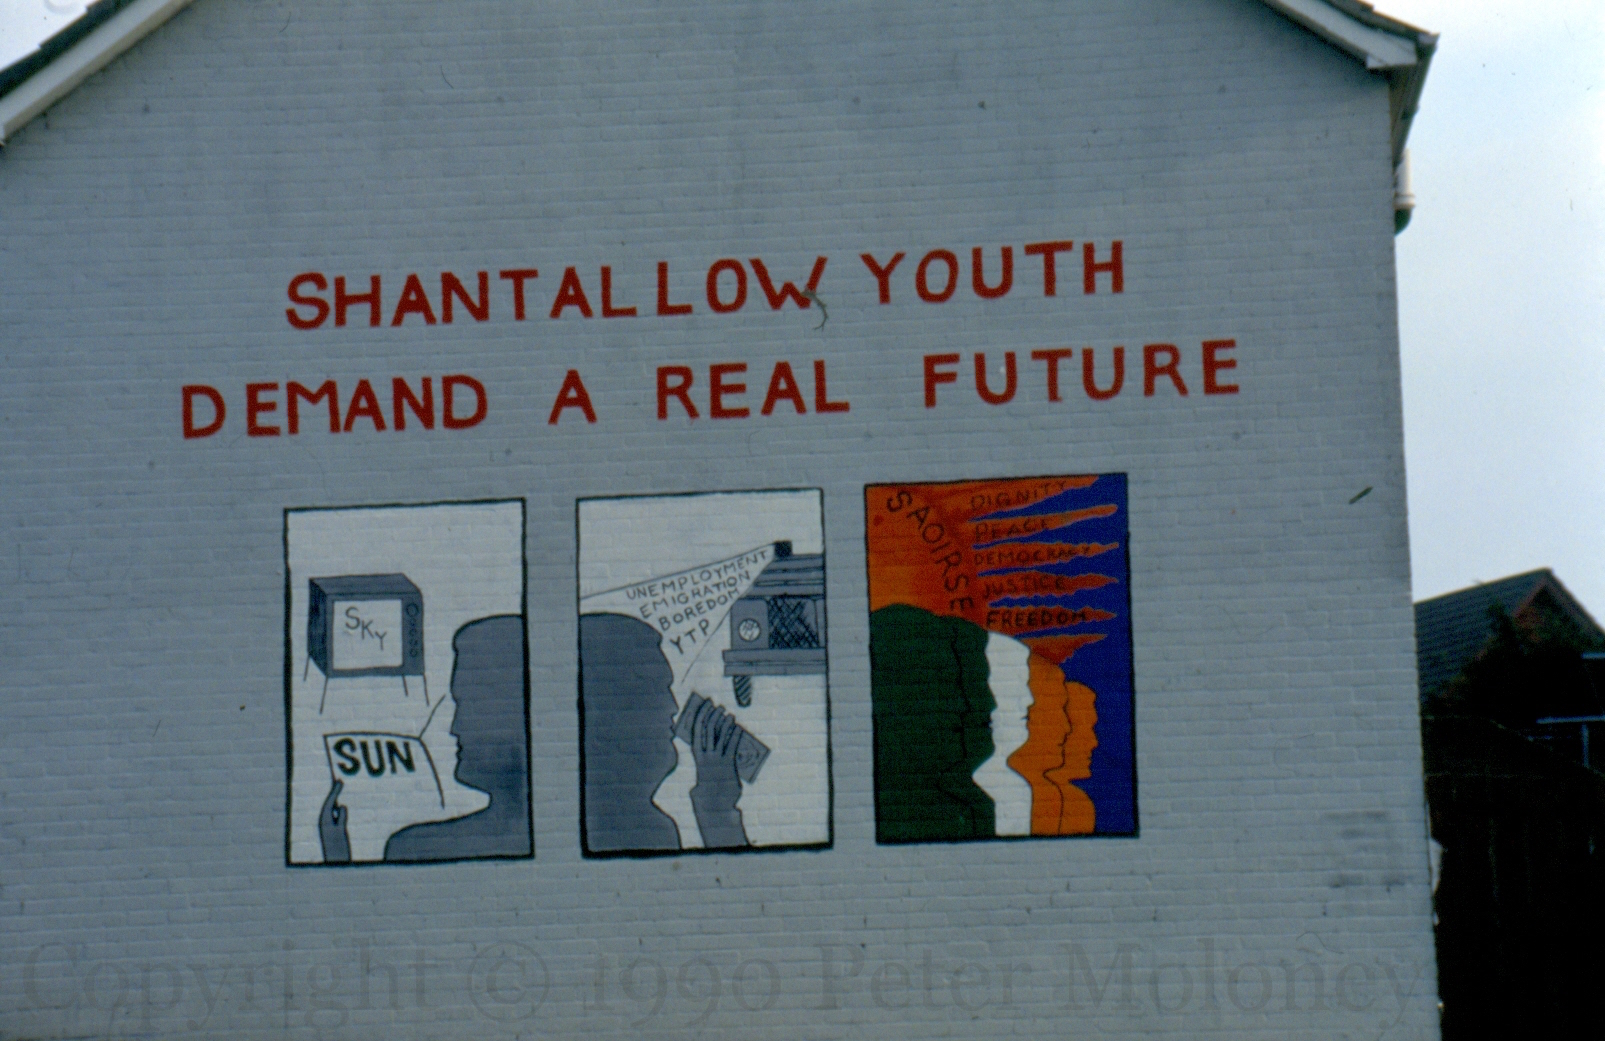 SHANTALLOW YOUTH
DEMAND A REAL FUTURE
SKY
SUN
UNEMPLOYMENT
EMIGRATION
BOREDOM
YTP
SAOIRSE
DIGNITY
PEACE
DEMOCRACY
JUSTICE
FREEDOM
Copyright © 1990 Peter Moloney